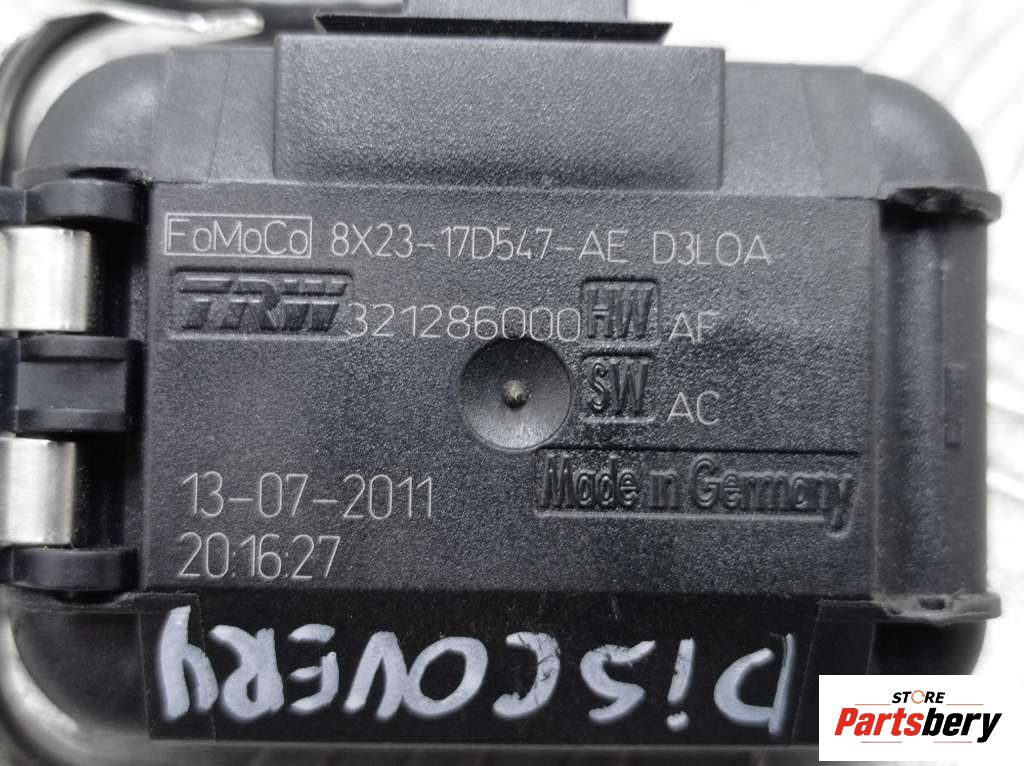 FoMoCo 8X23-17D547-AE D3LOA
TRW 321286000 HW AF
SW AC
Made in Germany
13-07-2011
20:16:27
DiSCOVERY
STORE
Partsbery